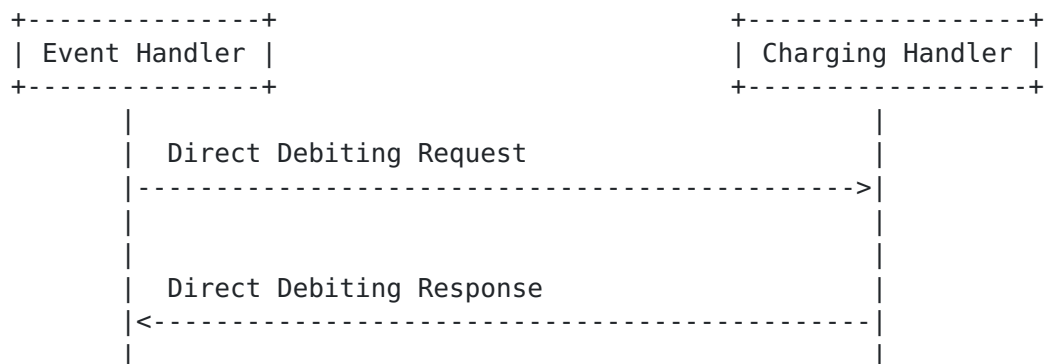 Event Handler
Charging Handler
Direct Debiting Request
Direct Debiting Response